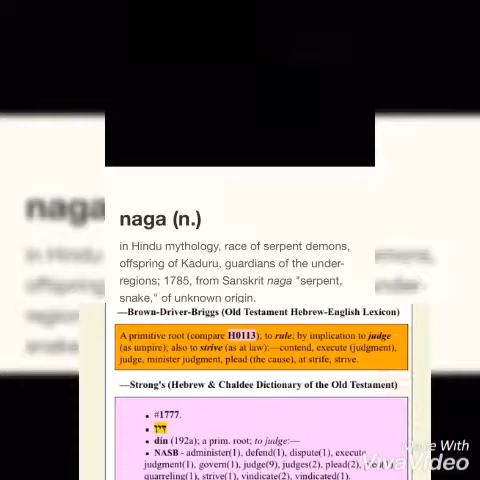 naga (n.)
in Hindu mythology, race of serpent demons,
offspring of Kaduru, guardians of the under-
regions; 1785, from Sanskrit naga "serpent,
snake," of unknown origin.
—Brown-Driver-Briggs (Old Testament Hebrew-English Lexicon)
A primitive root (compare H0113); to rule; by implication to judge
(as umpire); also to strive (as at law):—contend, execute (judgment),
judge, minister judgment, plead (the cause), at strife, strive.
—Strong's (Hebrew & Chaldee Dictionary of the Old Testament)
• #1777.
• דין
• din (192a); a prim. root; to judge:—
• NASB - administer(1), defend(1), dispute(1), execute
judgment(1), govern(1), judge(9), judges(2), plead(2),
quarreling(1), strive(1), vindicate(2), vindicated(1).
Made With
VivaVideo